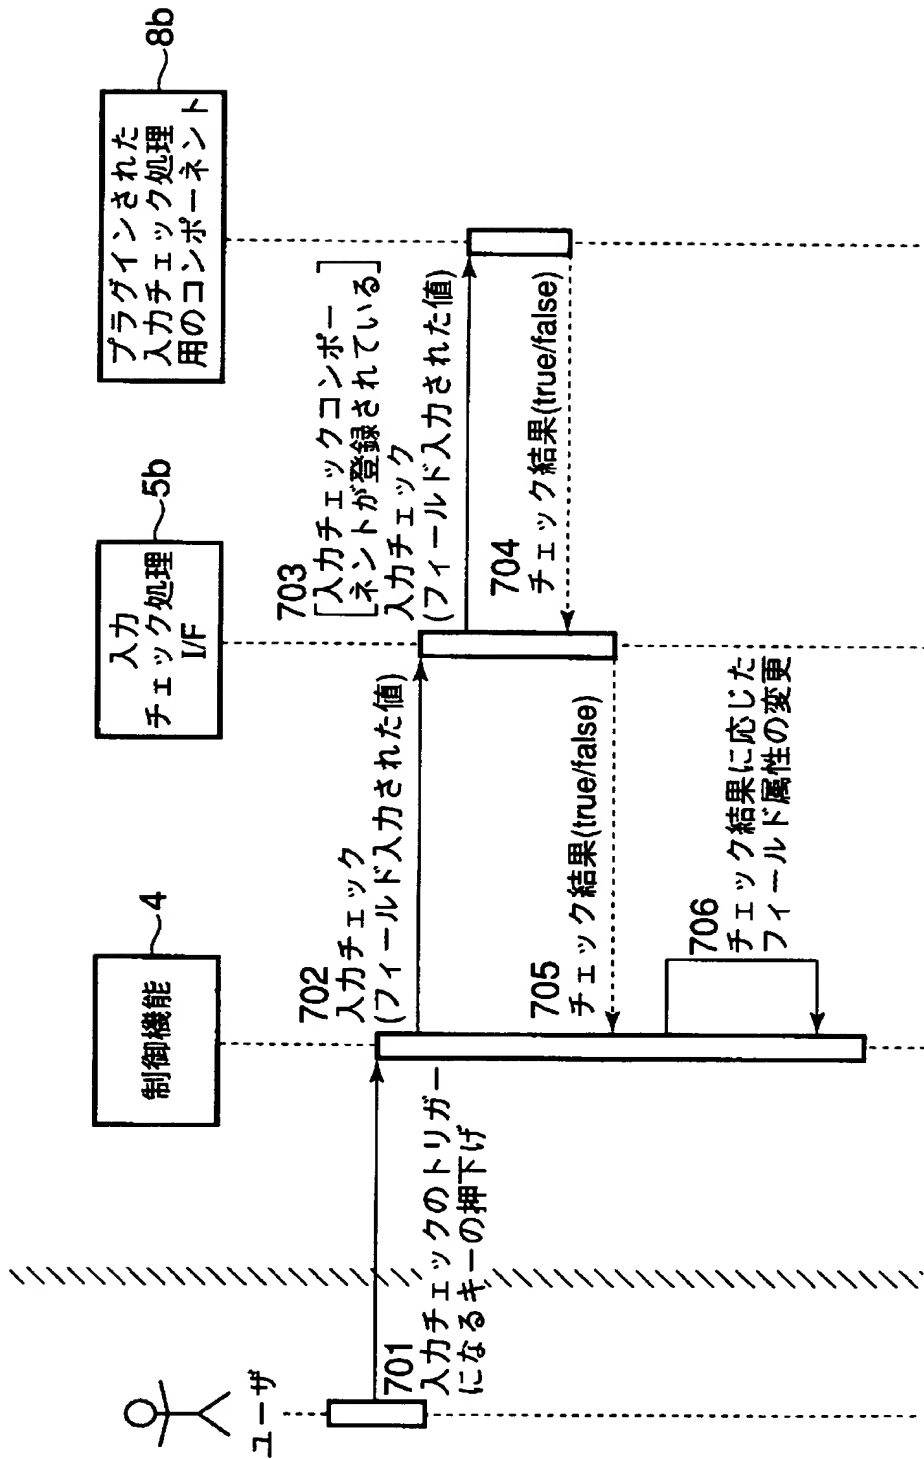 ユーザ
制御機能
4
入力
チェック処理
I/F
5b
プラグインされた
入力チェック処理
用のコンポーネント
8b
701
入力チェックのトリガー
になるキーの押下げ
702
入力チェック
(フィールド入力された値)
703
[入力チェックコンポー
ネントが登録されている]
入力チェック
(フィールド入力された値)
704
チェック結果(true/false)
705
チェック結果(true/false)
706
チェック結果に応じた
フィールド属性の変更